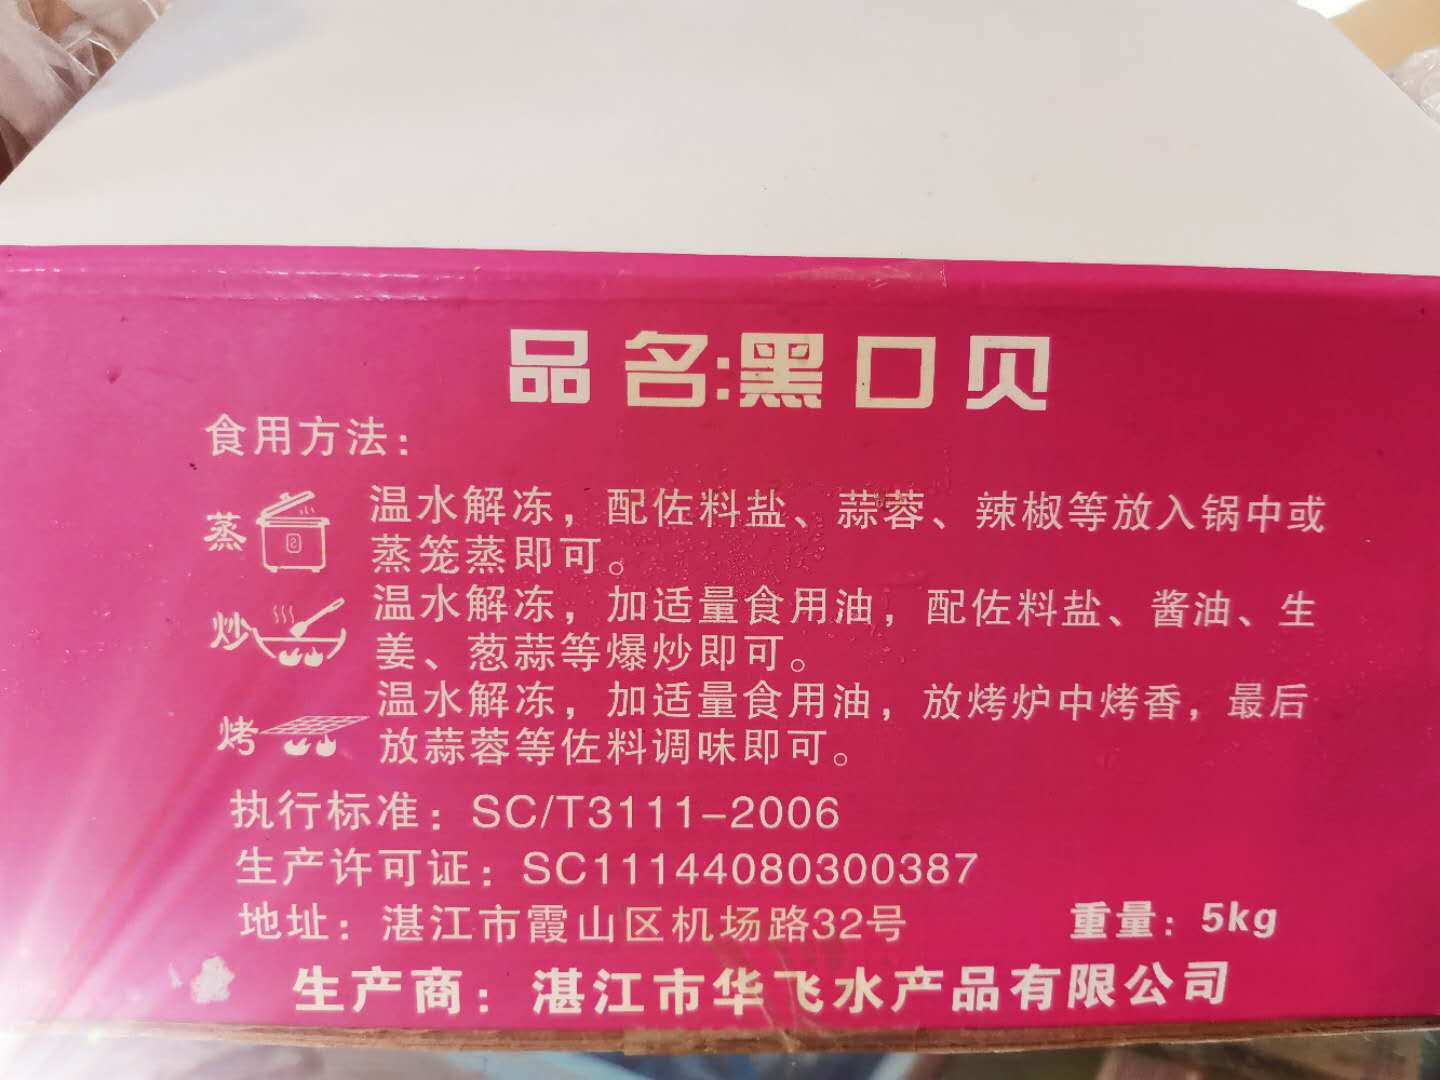 品名:黑口贝
食用方法：
蒸 温水解冻，配佐料盐、蒜蓉、辣椒等放入锅中或
蒸笼蒸即可。
炒 温水解冻，加适量食用油，配佐料盐、酱油、生
姜、葱蒜等爆炒即可。
烤 温水解冻，加适量食用油，放烤炉中烤香，最后
放蒜蓉等佐料调味即可。
执行标准：SC/T3111-2006
生产许可证：SC11144080300387
地址：湛江市霞山区机场路32号 重量：5kg
生产商：湛江市华飞水产品有限公司